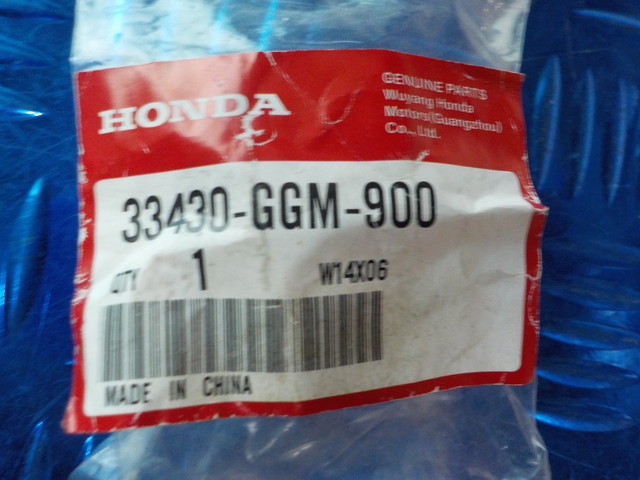 HONDA
GENUINE PARTS
Wuyang Honda
Motors(Guangzhou)
Co., Ltd.
33430-GGM-900
QTY 1 W14X06
MADE IN CHINA